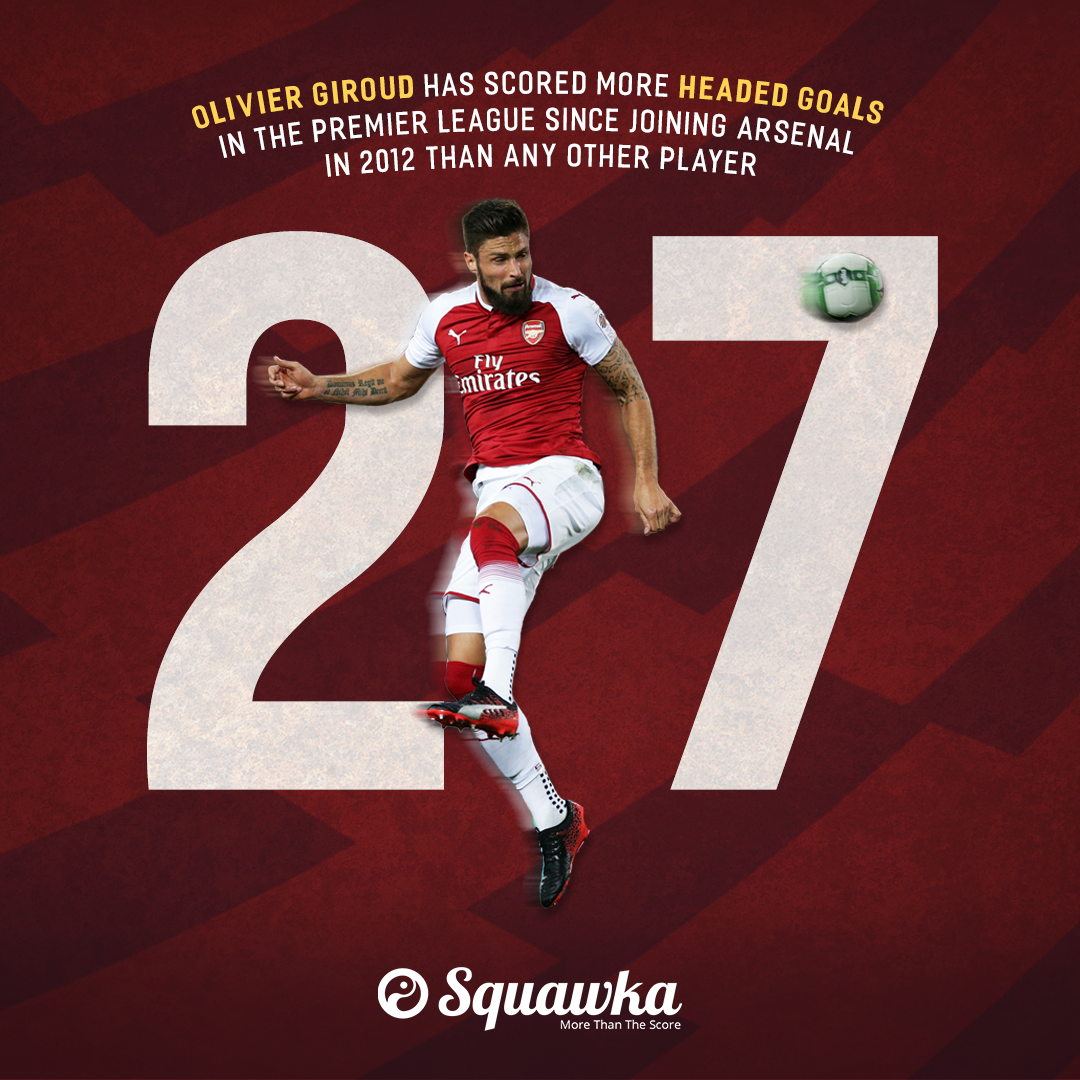 OLIVIER GIROUD HAS SCORED MORE HEADED GOALS
IN THE PREMIER LEAGUE SINCE JOINING ARSENAL
IN 2012 THAN ANY OTHER PLAYER
27
Arsenal
Fly
Emirates
Squawka
More Than The Score